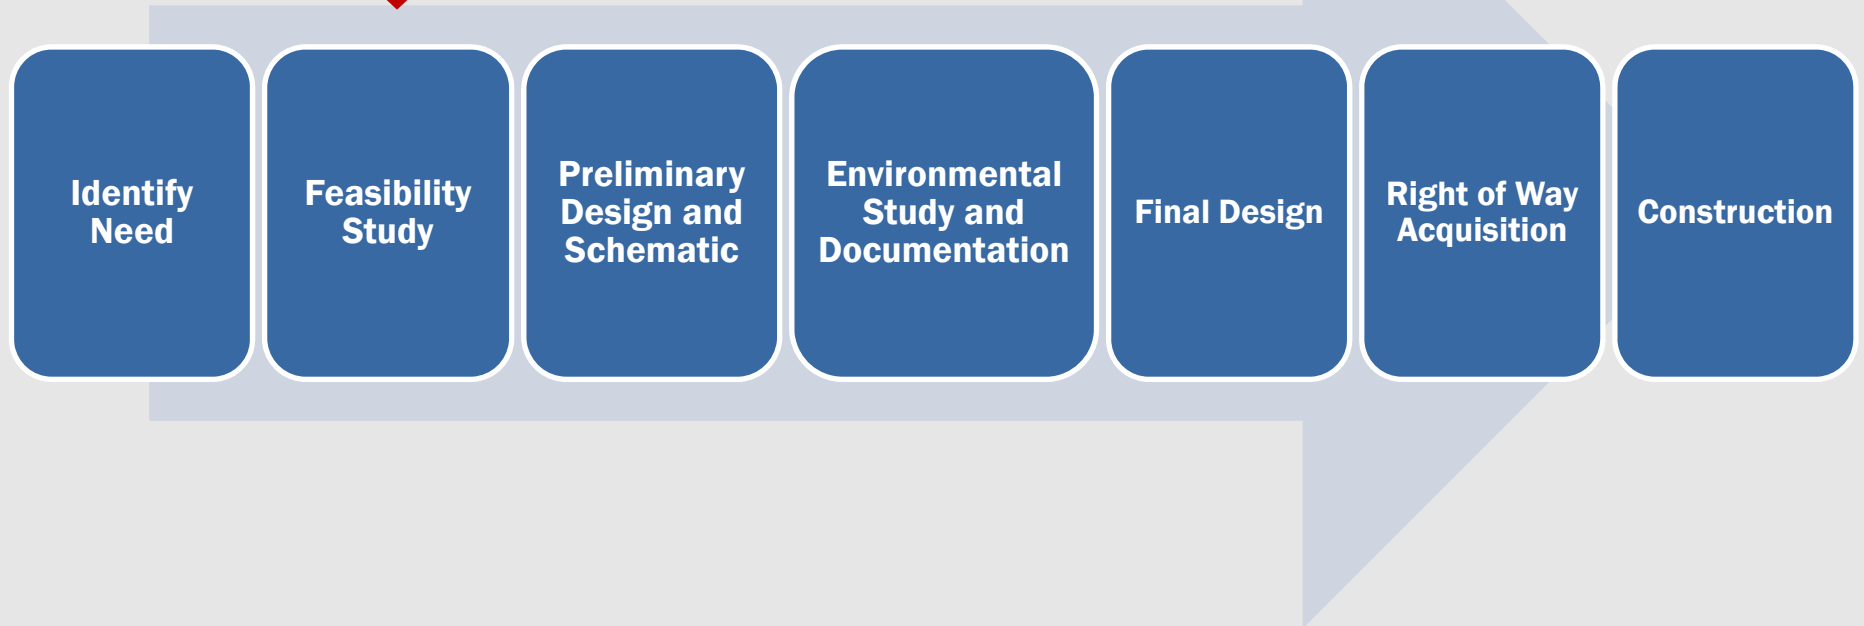 Identify
Need
Feasibility
Study
Preliminary
Design and
Schematic
Environmental
Study and
Documentation
Final Design
Right of Way
Acquisition
Construction